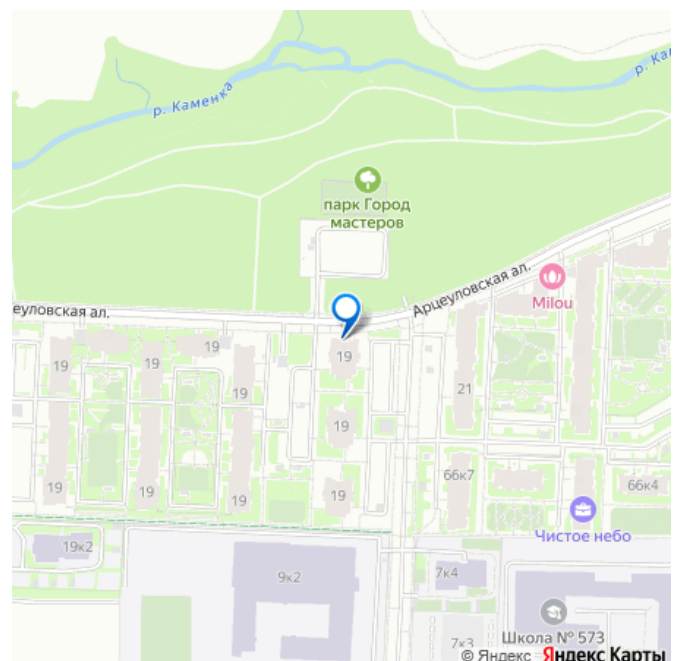 р. Каменка
р. Ка
парк Город
мастеров
Арцеуловская ал.
Milou
еуловская ал.
19
19
19
19
19
19
21
19
66к7
66к4
19
19
19
19
Чистое небо
19к2
9к2
7к4
7к3
Школа № 573
© Яндекс Яндекс Карты